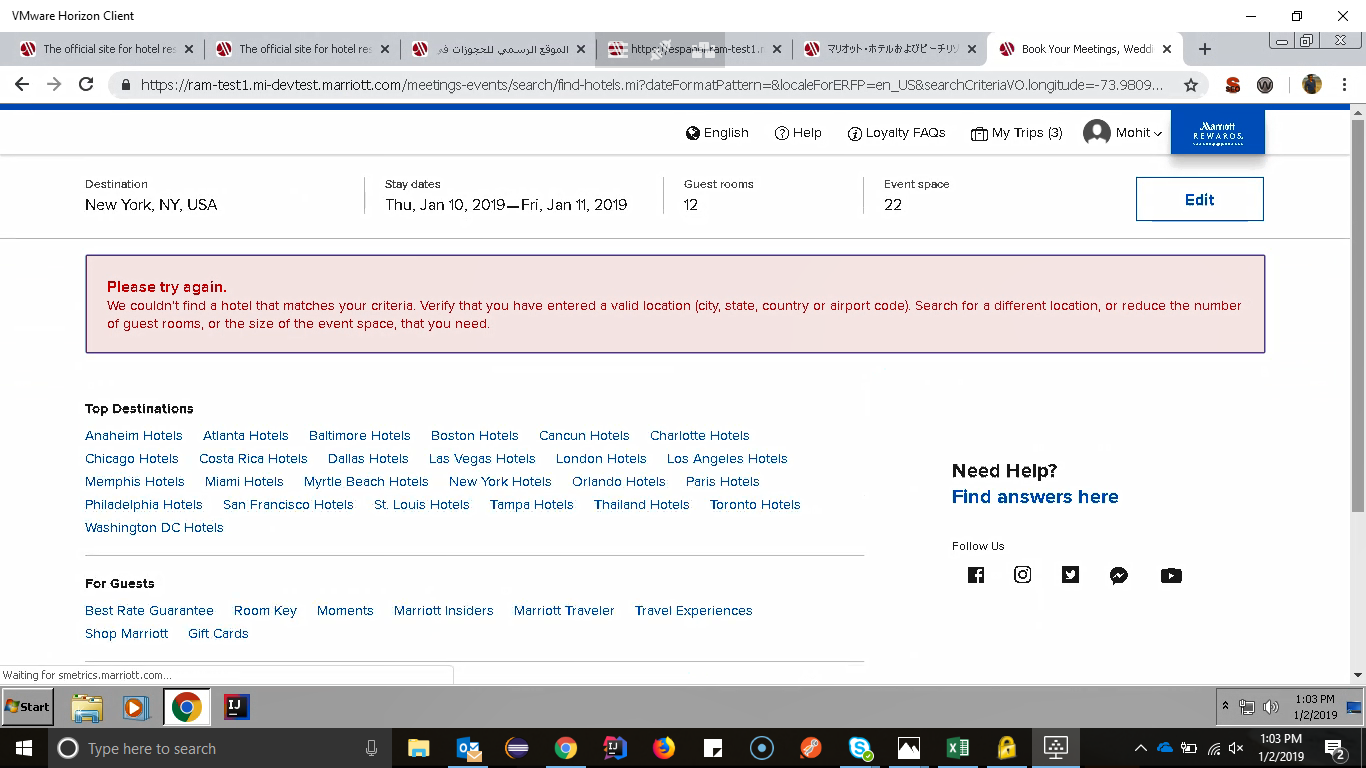 VMware Horizon Client
The official site for hotel res
The official site for hotel res
الموقع الرسمي للحجوزات في
マリオット・ホテルおよびビーチリゾ
Book Your Meetings, Weddi
https://ram-test1.mi-devtest.marriott.com/meetings-events/search/find-hotels.mi?dateFormatPattern=&localeForERFP=en_US&searchCriteriaVO.longitude=-73.9809...
English Help Loyalty FAQs My Trips (3) Mohit
Marriott
REWARDS.
Destination Stay dates Guest rooms Event space
New York, NY, USA Thu, Jan 10, 2019—Fri, Jan 11, 2019 12 22
Edit
Please try again.
We couldn't find a hotel that matches your criteria. Verify that you have entered a valid location (city, state, country or airport code). Search for a different location, or reduce the number
of guest rooms, or the size of the event space, that you need.
Top Destinations
Anaheim Hotels Atlanta Hotels Baltimore Hotels Boston Hotels Cancun Hotels Charlotte Hotels
Chicago Hotels Costa Rica Hotels Dallas Hotels Las Vegas Hotels London Hotels Los Angeles Hotels
Memphis Hotels Miami Hotels Myrtle Beach Hotels New York Hotels Orlando Hotels Paris Hotels
Philadelphia Hotels San Francisco Hotels St. Louis Hotels Tampa Hotels Thailand Hotels Toronto Hotels
Washington DC Hotels
Need Help?
Find answers here
Follow Us
For Guests
Best Rate Guarantee Room Key Moments Marriott Insiders Marriott Traveler Travel Experiences
Shop Marriott Gift Cards
Waiting for smetrics.marriott.com...
Start
1:03 PM
1/2/2019
Type here to search
1:03 PM
1/2/2019
2